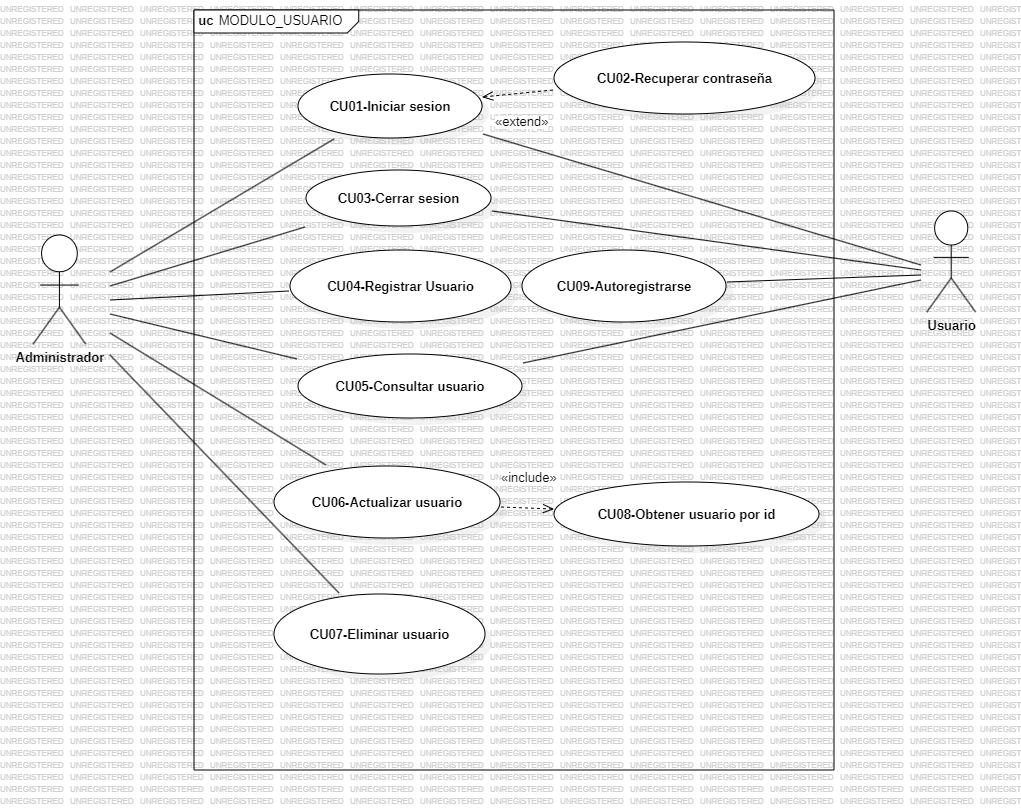 uc MODULO_USUARIO
CU02-Recuperar contraseña
CU01-Iniciar sesion
«extend»
CU03-Cerrar sesion
CU04-Registrar Usuario
CU09-Autoregistrarse
Usuario
Administrador
CU05-Consultar usuario
«include»
CU06-Actualizar usuario
CU08-Obtener usuario por id
CU07-Eliminar usuario
UNREGISTERED